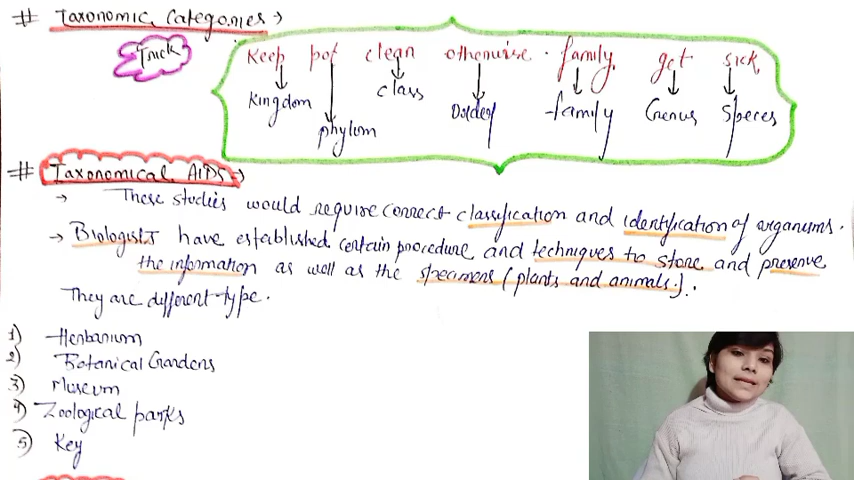 # Taxonomic Categories →
Trick
Keep pot clean otherwise . family get sick
Kingdom phylum class Order family Genus Speces
# Taxonomical AIDS →
→ These studies would require correct classification and identification of organisms.
→ Biologists have established certain procedure and techniques to store and preserve
the information as well as the specimens (plants and animals.).
They are different type.
1) Herbarium
2) Botanical Gardens
3) Museum
4) Zoological parks
5) Key